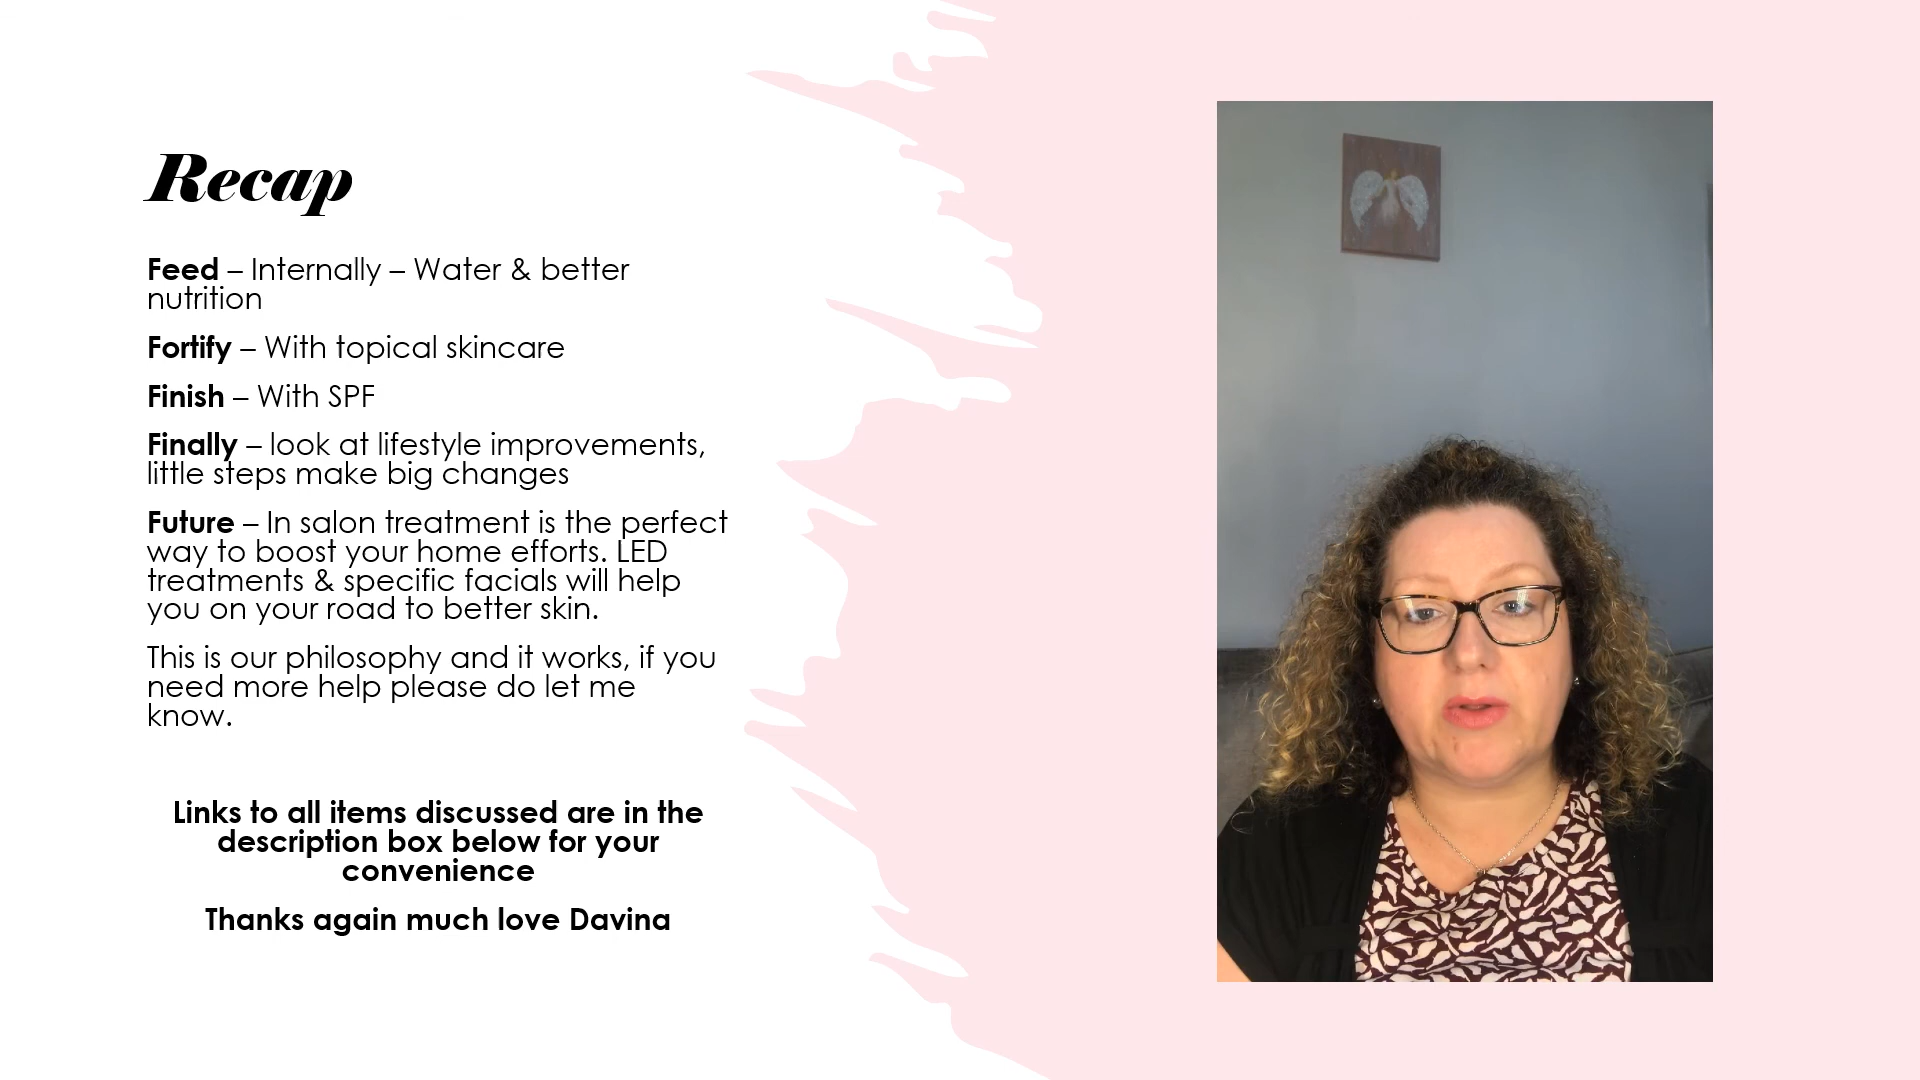 Recap
Feed – Internally – Water & better
nutrition
Fortify – With topical skincare
Finish – With SPF
Finally – look at lifestyle improvements,
little steps make big changes
Future – In salon treatment is the perfect
way to boost your home efforts. LED
treatments & specific facials will help
you on your road to better skin.
This is our philosophy and it works, if you
need more help please do let me
know.
Links to all items discussed are in the
description box below for your
convenience
Thanks again much love Davina